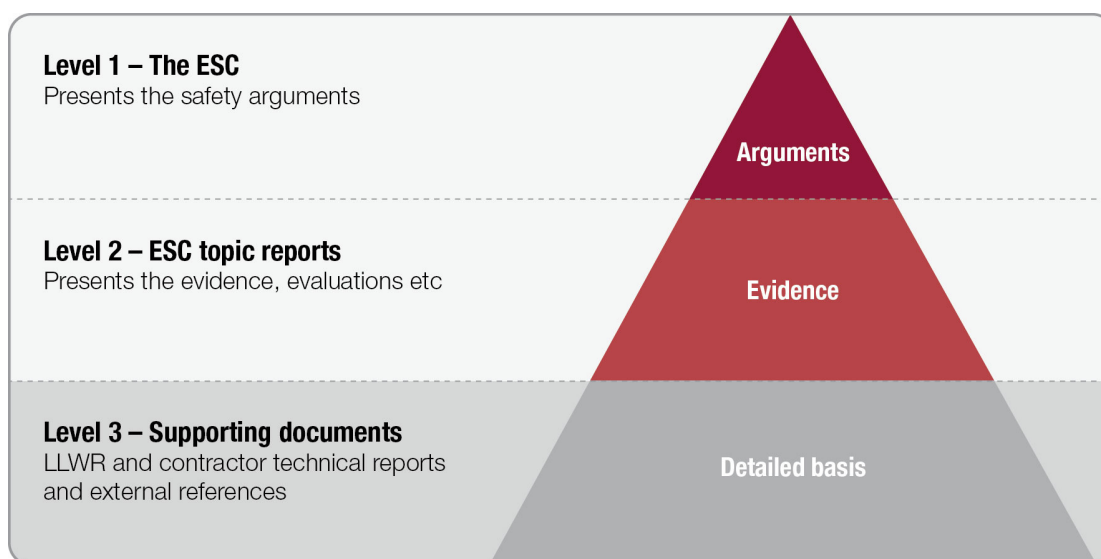 Level 1 – The ESC
Presents the safety arguments
Arguments
Level 2 – ESC topic reports
Presents the evidence, evaluations etc
Evidence
Level 3 – Supporting documents
LLWR and contractor technical reports
and external references
Detailed basis